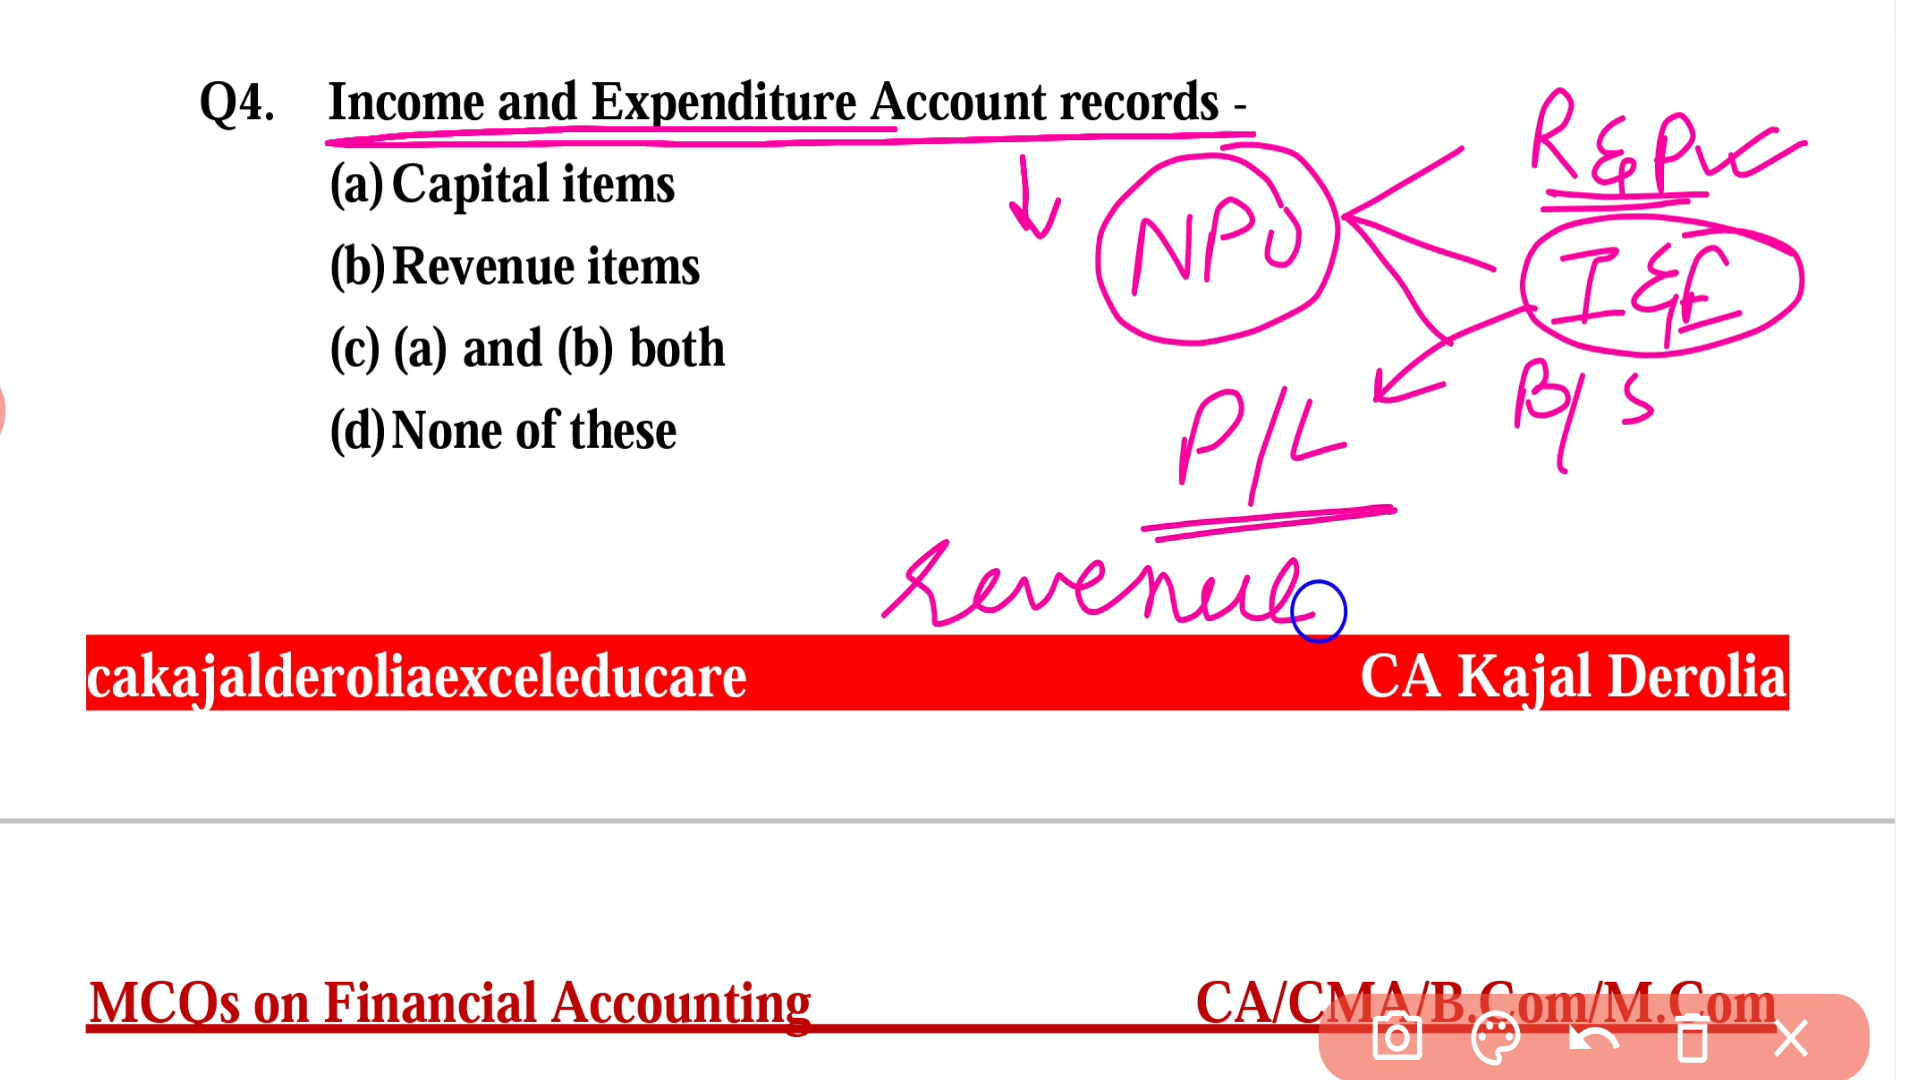 Q4. Income and Expenditure Account records -
(a) Capital items
(b) Revenue items
(c) (a) and (b) both
(d) None of these
NPO
R&P
I&E
B/S
P/L
Revenue
cakajalderoliaexceleducare CA Kajal Derolia
MCQs on Financial Accounting CA/CMA/B.Com/M.Com